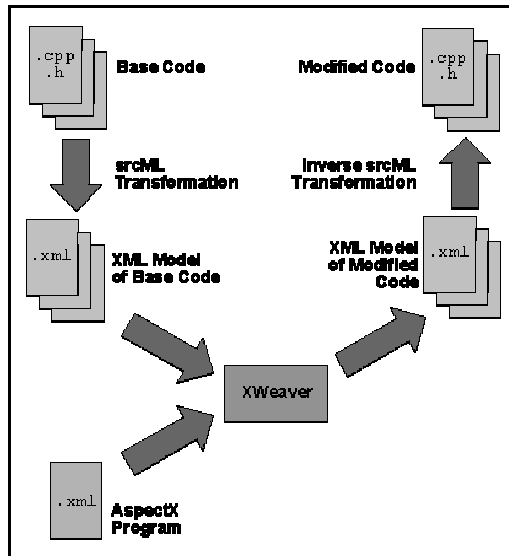 .cpp
.h
Base Code
Modified Code
.cpp
.h
srcML
Transformation
Inverse srcML
Transformation
.xml
XML Model
of Base Code
XML Model
of Modified
Code
.xml
XWeaver
.xml
AspectX
Program